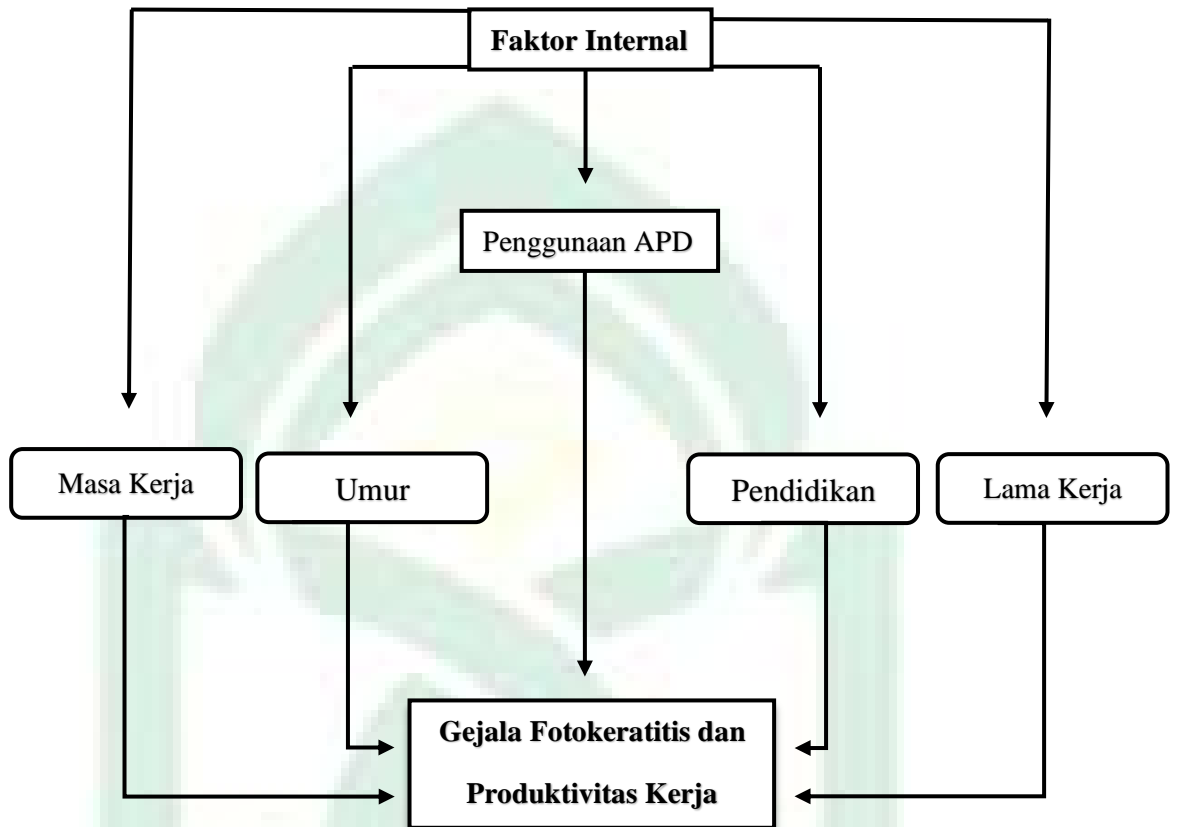 Faktor Internal
Penggunaan APD
Masa Kerja
Umur
Pendidikan
Lama Kerja
Gejala Fotokeratitis dan
Produktivitas Kerja